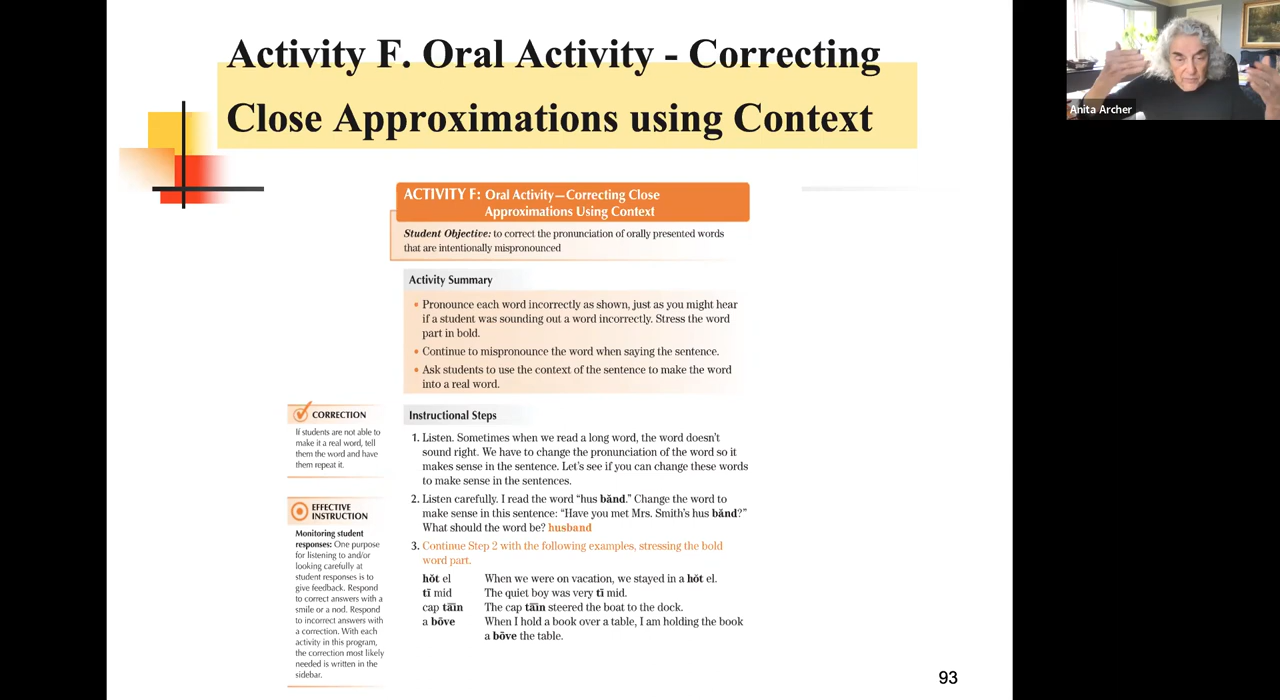 Activity F. Oral Activity - Correcting
Close Approximations using Context
Anita Archer
ACTIVITY F: Oral Activity—Correcting Close
Approximations Using Context
Student Objective: to correct the pronunciation of orally presented words
that are intentionally mispronounced
Activity Summary
• Pronounce each word incorrectly as shown, just as you might hear
if a student was sounding out a word incorrectly. Stress the word
part in bold.
• Continue to mispronounce the word when saying the sentence.
• Ask students to use the context of the sentence to make the word
into a real word.
CORRECTION
If students are not able to
make it a real word, tell
them the word and have
them repeat it.
EFFECTIVE
INSTRUCTION
Monitoring student
responses: One purpose
for listening to and/or
looking carefully at
student responses is to
give feedback. Respond
to correct answers with a
smile or a nod. Respond
to incorrect answers with
a correction. With each
activity in this program,
the correction most likely
needed is written in the
sidebar.
Instructional Steps
1. Listen. Sometimes when we read a long word, the word doesn't
sound right. We have to change the pronunciation of the word so it
makes sense in the sentence. Let's see if you can change these words
to make sense in the sentences.
2. Listen carefully. I read the word “hus bănd.” Change the word to
make sense in this sentence: “Have you met Mrs. Smith's hus bănd?”
What should the word be? husband
3. Continue Step 2 with the following examples, stressing the bold
word part.
hŏt el When we were on vacation, we stayed in a hŏt el.
tī mid The quiet boy was very tī mid.
cap tāin The cap tāin steered the boat to the dock.
a bōve When I hold a book over a table, I am holding the book
a bōve the table.
93